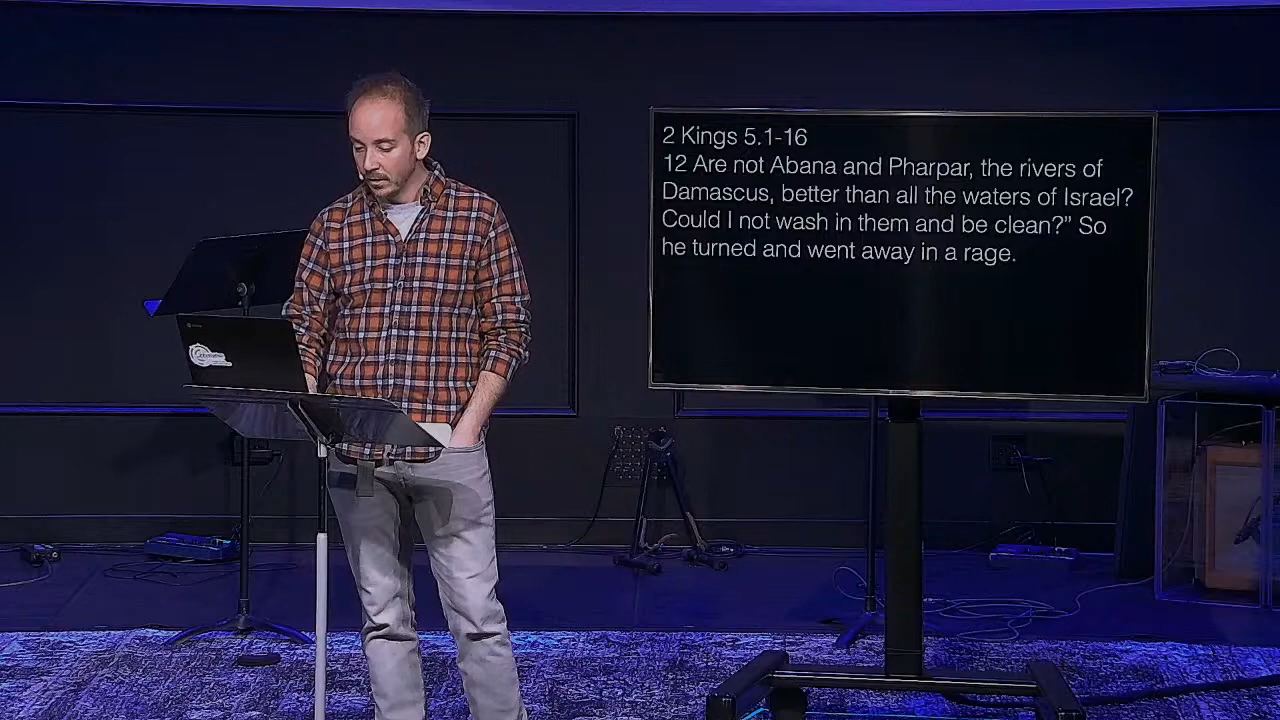 2 Kings 5.1-16
12 Are not Abana and Pharpar, the rivers of
Damascus, better than all the waters of Israel?
Could I not wash in them and be clean?” So
he turned and went away in a rage.